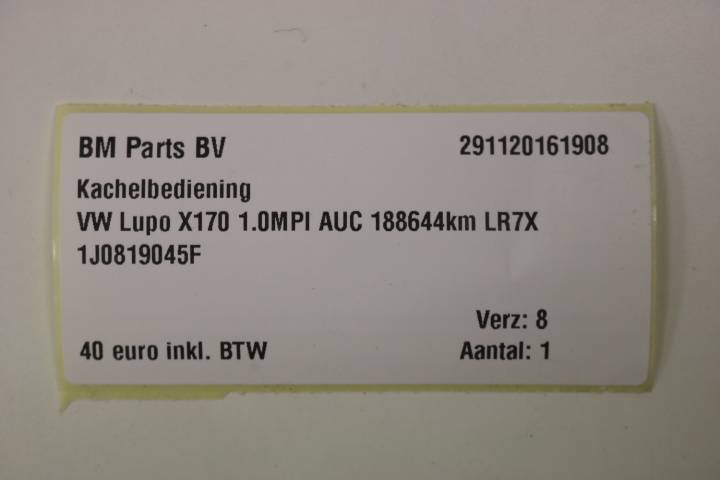 BM Parts BV 291120161908
Kachelbediening
VW Lupo X170 1.0MPI AUC 188644km LR7X
1J0819045F
Verz: 8
40 euro inkl. BTW Aantal: 1